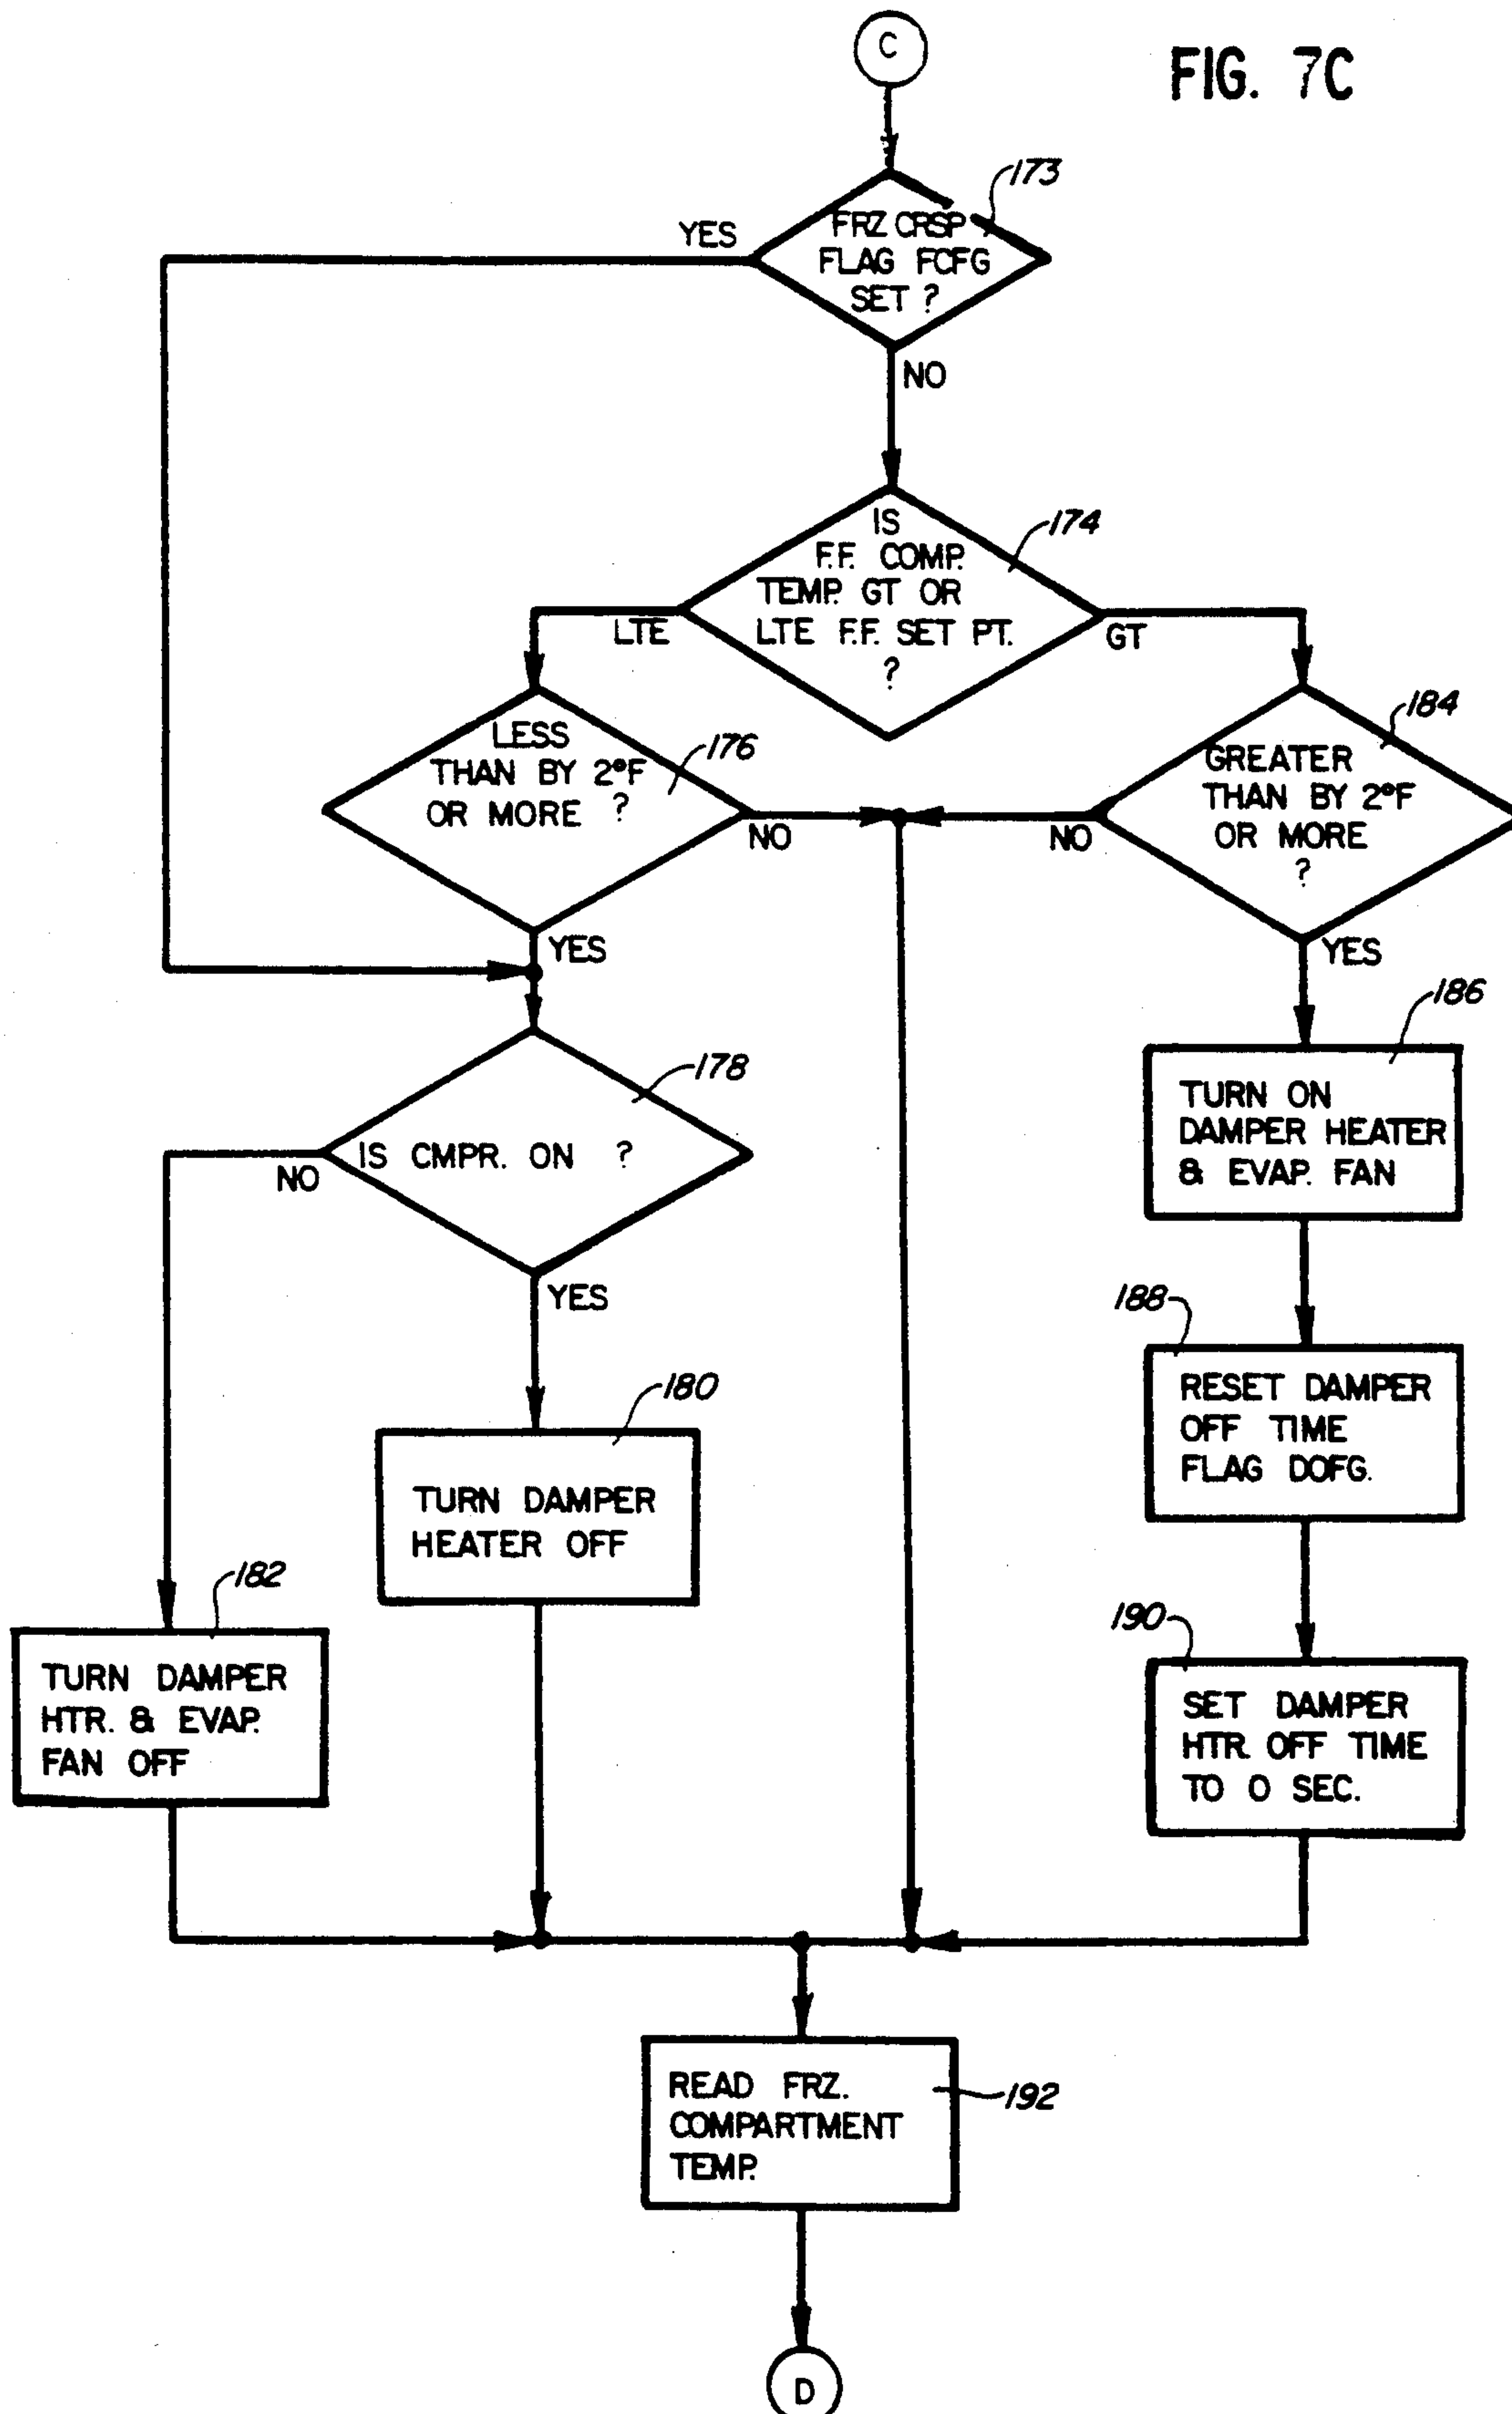 C
FIG. 7C
173
YES
FRZ CRSP
FLAG FCFG
SET ?
NO
174
IS
F.F. COMP.
TEMP. GT OR
LTE F.F. SET PT.
?
LTE
GT
176
LESS
THAN BY 2°F
OR MORE ?
NO
YES
184
GREATER
THAN BY 2°F
OR MORE
?
NO
YES
178
IS CMPR. ON ?
NO
YES
186
TURN ON
DAMPER HEATER
& EVAP. FAN
188
RESET DAMPER
OFF TIME
FLAG DOFG.
180
TURN DAMPER
HEATER OFF
182
TURN DAMPER
HTR. & EVAP.
FAN OFF
190
SET DAMPER
HTR. OFF TIME
TO 0 SEC.
192
READ FRZ.
COMPARTMENT
TEMP.
D